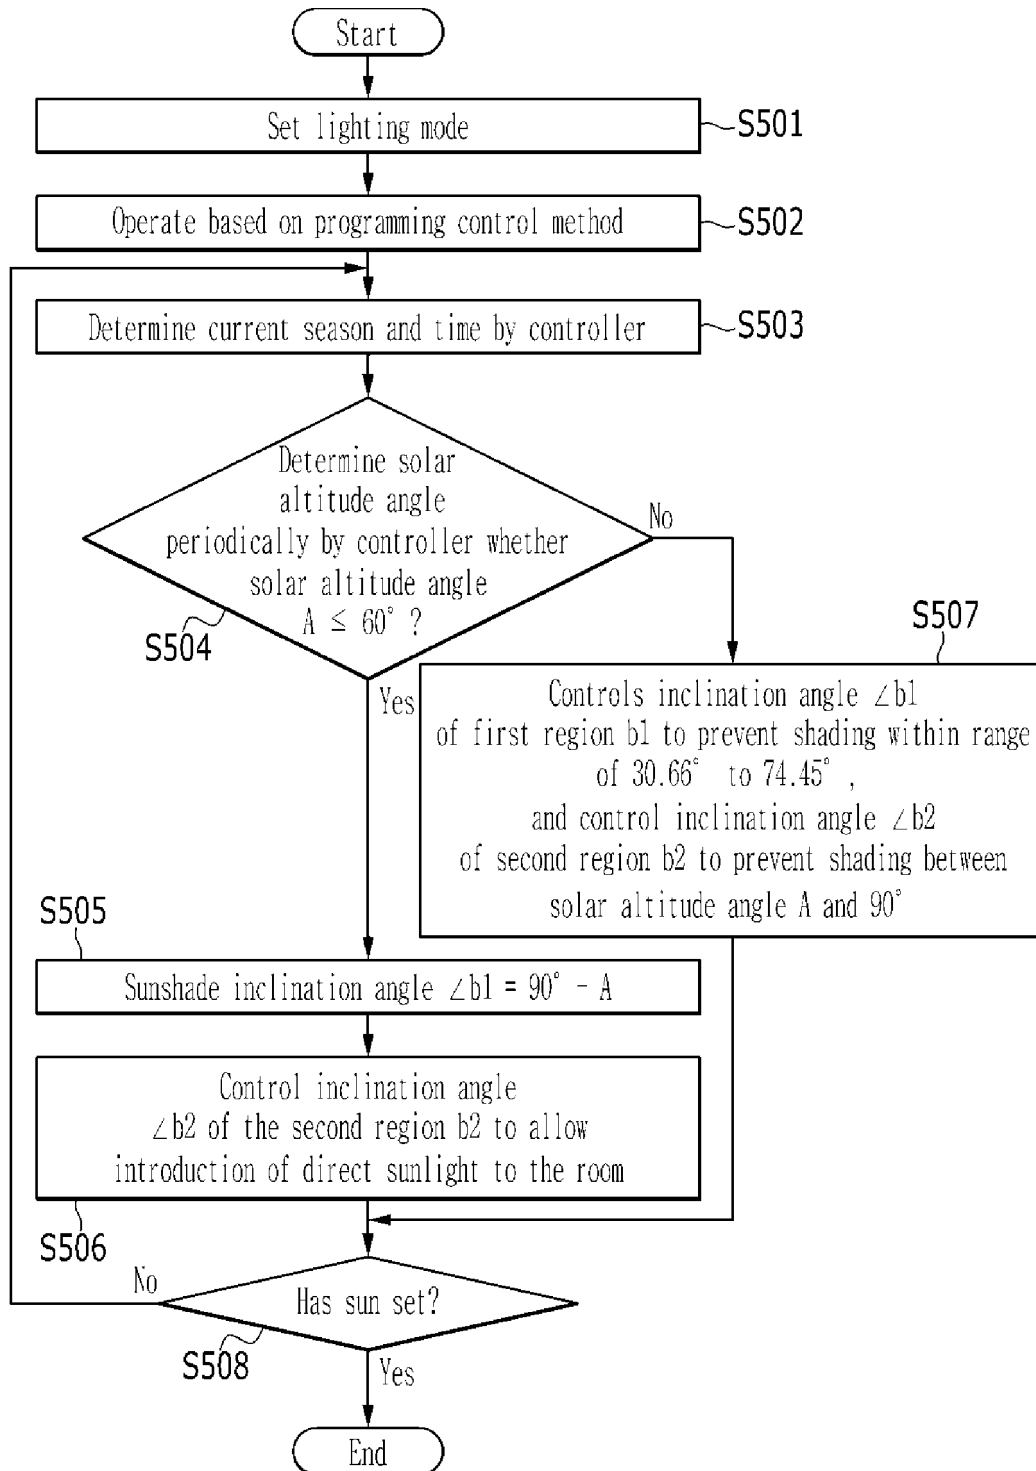 Start
Set lighting mode
S501
Operate based on programming control method
S502
Determine current season and time by controller
S503
Determine solar
altitude angle
periodically by controller whether
solar altitude angle
A ≤ 60° ?
S504
No
Yes
S507
Controls inclination angle ∠b1
of first region b1 to prevent shading within range
of 30.66° to 74.45° ,
and control inclination angle ∠b2
of second region b2 to prevent shading between
solar altitude angle A and 90°
S505
Sunshade inclination angle ∠b1 = 90° - A
Control inclination angle
∠b2 of the second region b2 to allow
introduction of direct sunlight to the room
S506
No
Has sun set?
S508
Yes
End